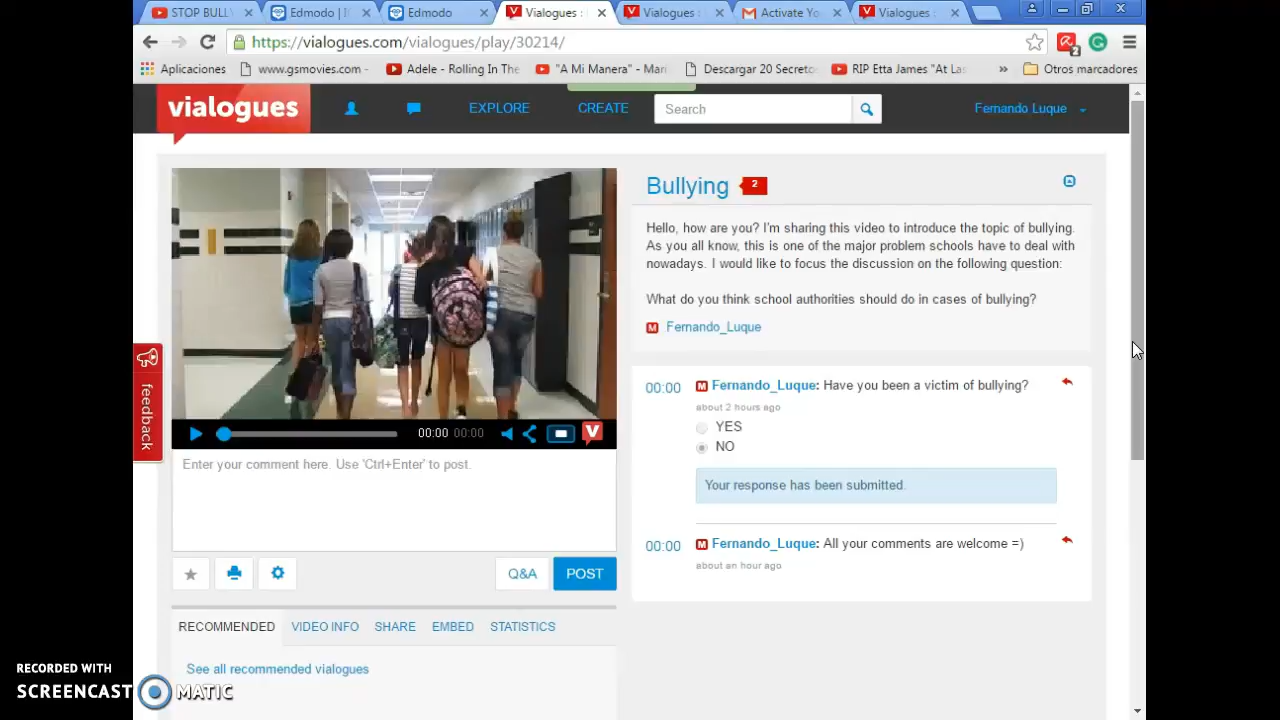 STOP BULL
Edmodo | I
Edmodo
Vialogues :
Vialogues
Activate Yo
Vialogues :
https://vialogues.com/vialogues/play/30214/
2
Aplicaciones
www.gsmovies.com -
Adele - Rolling In The
"A Mi Manera" - Mari
Descargar 20 Secreto
RIP Etta James "At Las
»
Otros marcadores
vialogues
EXPLORE
CREATE
Search
Fernando Luque
Bullying
2
Hello, how are you? I'm sharing this video to introduce the topic of bullying.
As you all know, this is one of the major problem schools have to deal with
nowadays. I would like to focus the discussion on the following question:
What do you think school authorities should do in cases of bullying?
M Fernando_Luque
feedback
00:00 M Fernando_Luque: Have you been a victim of bullying?
about 2 hours ago
YES
NO
Your response has been submitted.
00:00 M Fernando_Luque: All your comments are welcome =)
about an hour ago
00:00 00:00
Enter your comment here. Use 'Ctrl+Enter' to post.
Q&A
POST
RECOMMENDED
VIDEO INFO
SHARE
EMBED
STATISTICS
See all recommended vialogues
RECORDED WITH
SCREENCAST MATIC